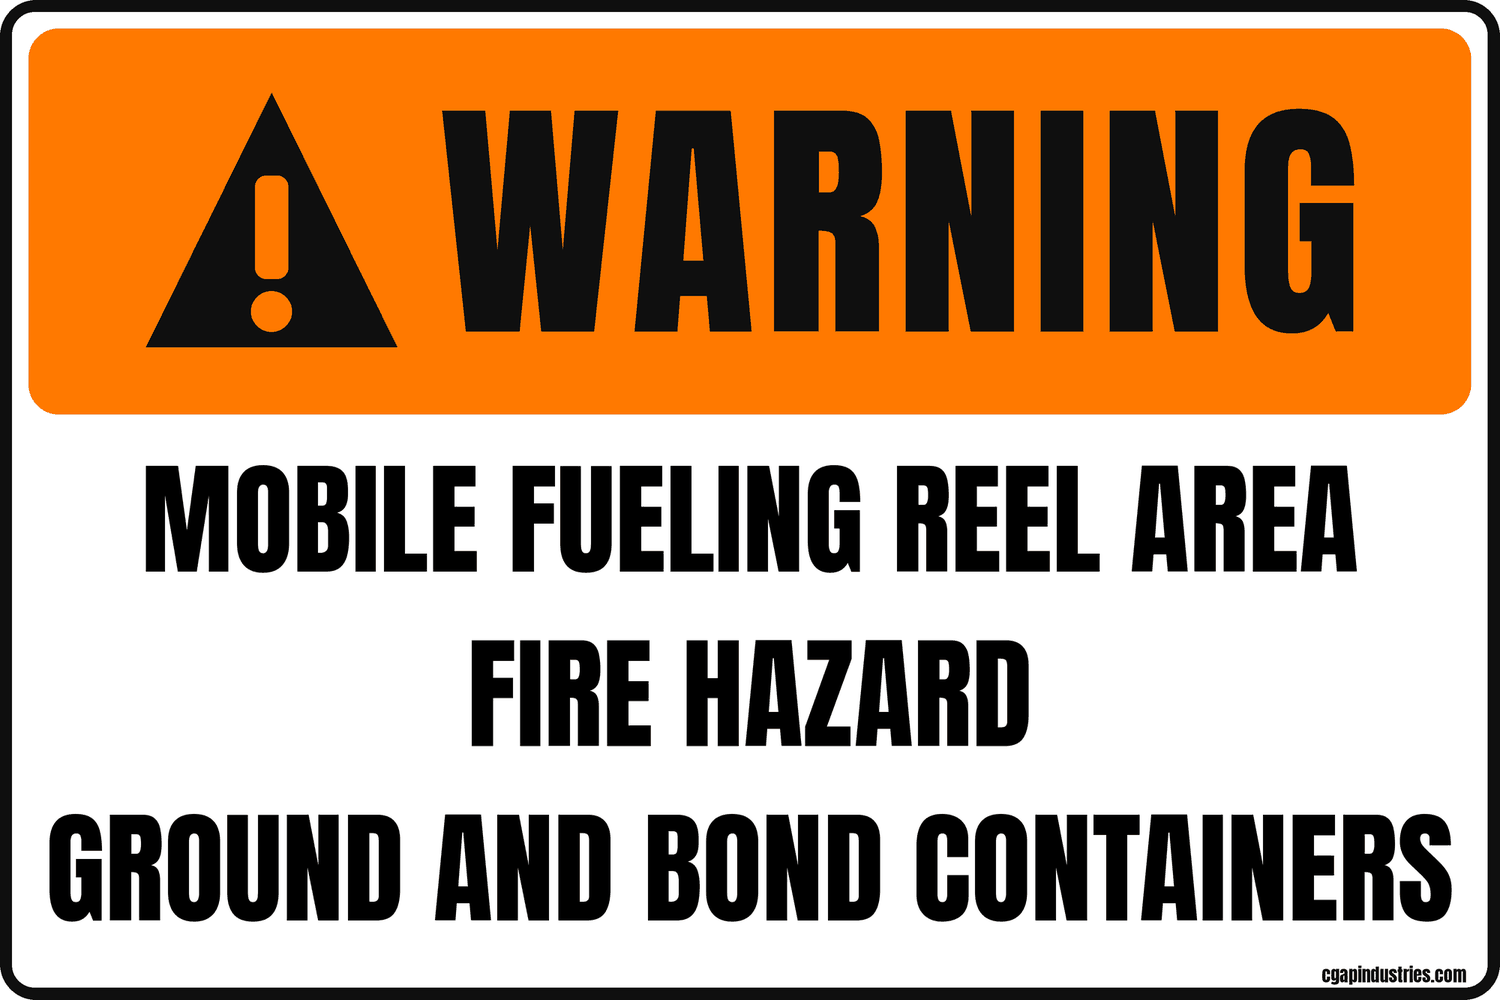 WARNING
MOBILE FUELING REEL AREA
FIRE HAZARD
GROUND AND BOND CONTAINERS
cgapindustries.com